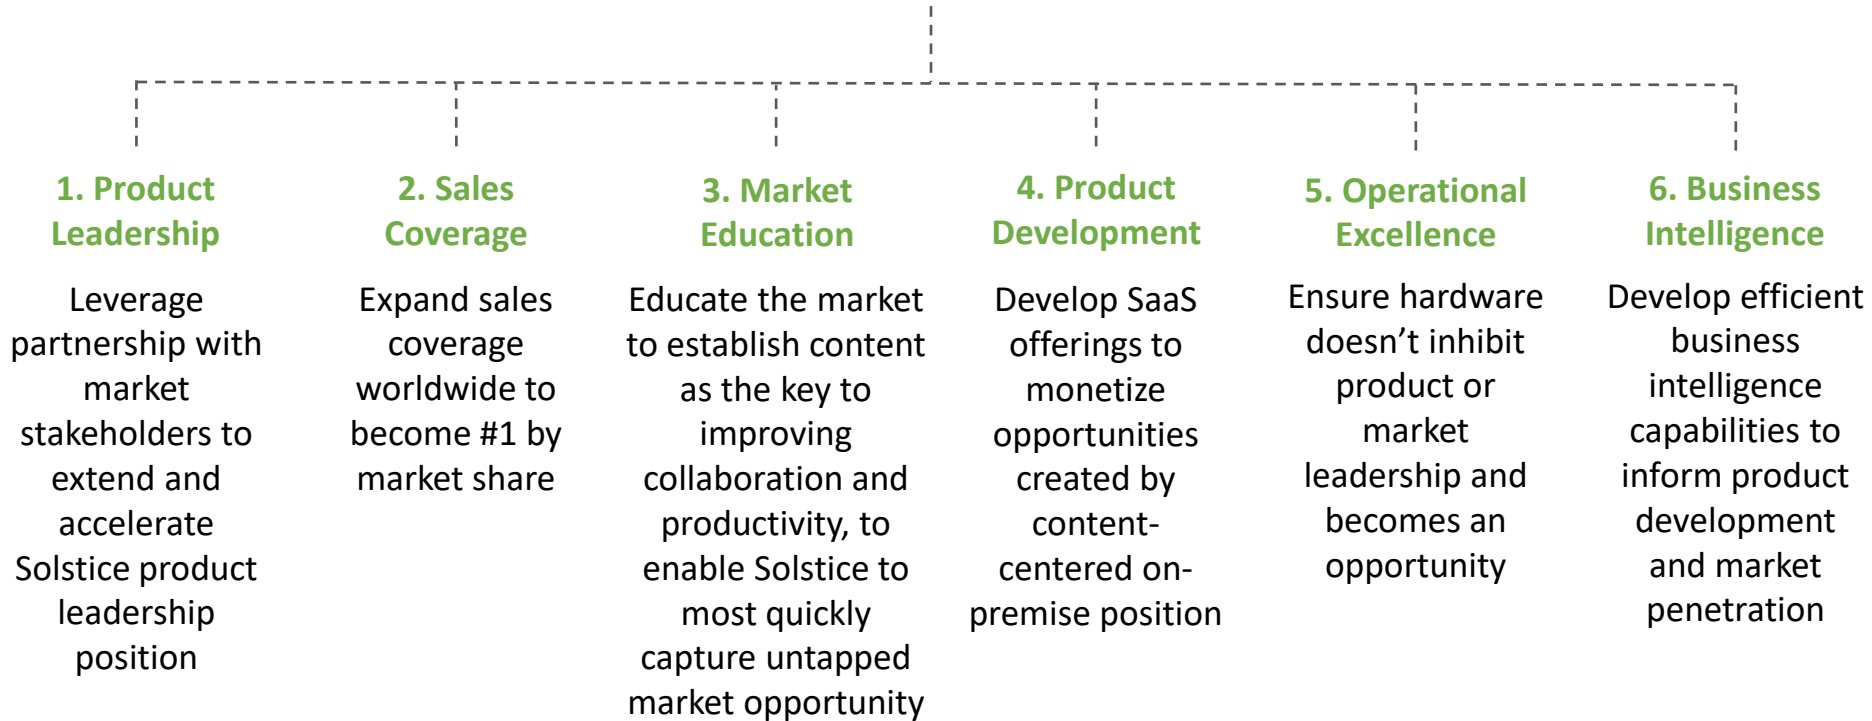 1. Product
Leadership
Leverage
partnership with
market
stakeholders to
extend and
accelerate
Solstice product
leadership
position
2. Sales
Coverage
Expand sales
coverage
worldwide to
become #1 by
market share
3. Market
Education
Educate the market
to establish content
as the key to
improving
collaboration and
productivity, to
enable Solstice to
most quickly
capture untapped
market opportunity
4. Product
Development
Develop SaaS
offerings to
monetize
opportunities
created by
content-
centered on-
premise position
5. Operational
Excellence
Ensure hardware
doesn’t inhibit
product or
market
leadership and
becomes an
opportunity
6. Business
Intelligence
Develop efficient
business
intelligence
capabilities to
inform product
development
and market
penetration